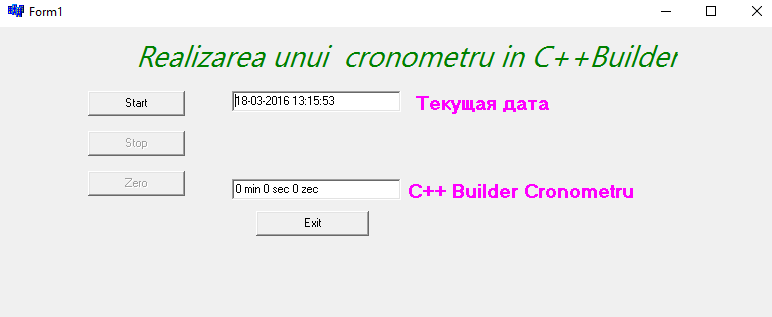 Form1
Realizarea unui cronometru in C++Builder
Start
18-03-2016 13:15:53
Текущая дата
Stop
Zero
0 min 0 sec 0 zec
C++ Builder Cronometru
Exit